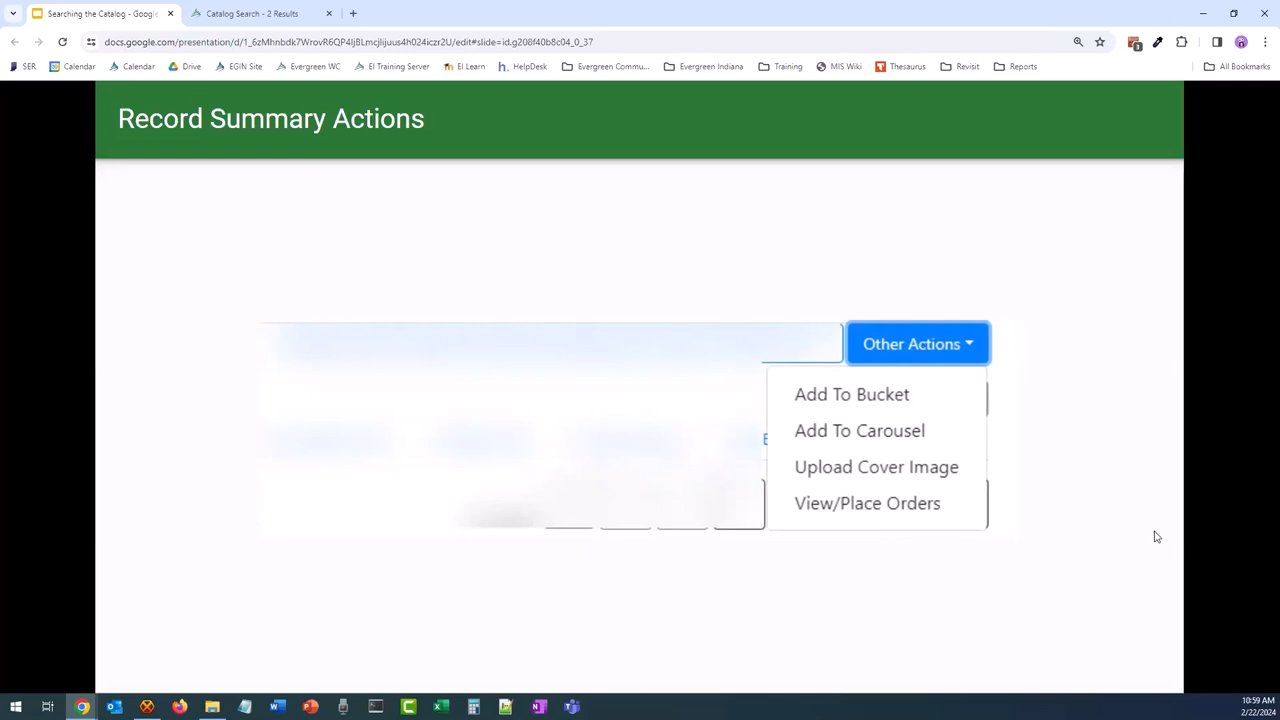 Searching the Catalog - Google
Catalog Search - 2 Results
docs.google.com/presentation/d/1_6zMhnbdk7WrovR6QP4IjBLmcjlijuus4h024iczr2U/edit#slide=id.g208f40b8c04_0_37
SER
Calendar
Calendar
Drive
EGIN Site
Evergreen WC
EI Training Server
EI Learn
HelpDesk
Evergreen Commu...
Evergreen Indiana
Training
MIS Wiki
Thesaurus
Revisit
Reports
All Bookmarks
Record Summary Actions
Other Actions
Add To Bucket
Add To Carousel
Upload Cover Image
View/Place Orders
10:59 AM
2/22/2024